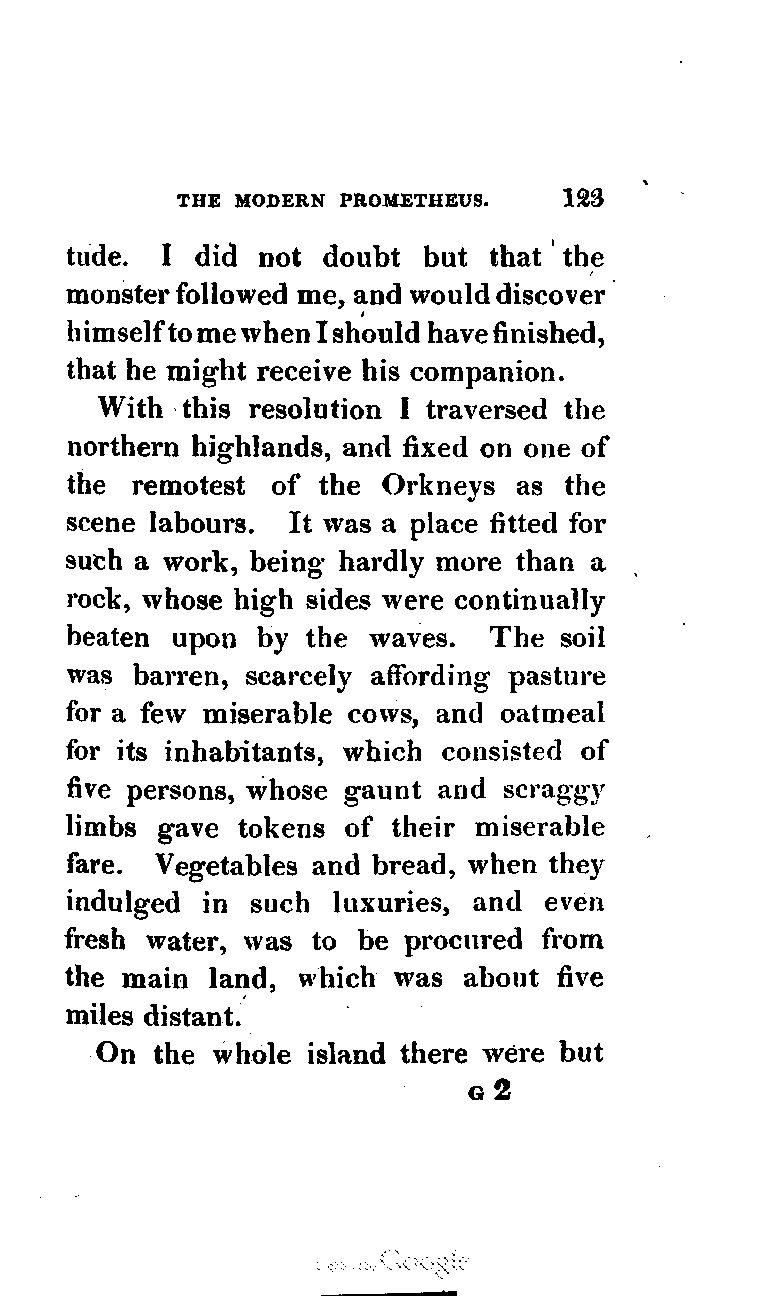 THE MODERN PROMETHEUS. 123
tude. I did not doubt but that the
monster followed me, and would discover
himself to me when I should have finished,
that he might receive his companion.
With this resolution I traversed the
northern highlands, and fixed on one of
the remotest of the Orkneys as the
scene labours. It was a place fitted for
such a work, being hardly more than a
rock, whose high sides were continually
beaten upon by the waves. The soil
was barren, scarcely affording pasture
for a few miserable cows, and oatmeal
for its inhabitants, which consisted of
five persons, whose gaunt and scraggy
limbs gave tokens of their miserable
fare. Vegetables and bread, when they
indulged in such luxuries, and even
fresh water, was to be procured from
the main land, which was about five
miles distant.
On the whole island there were but
G 2
Google